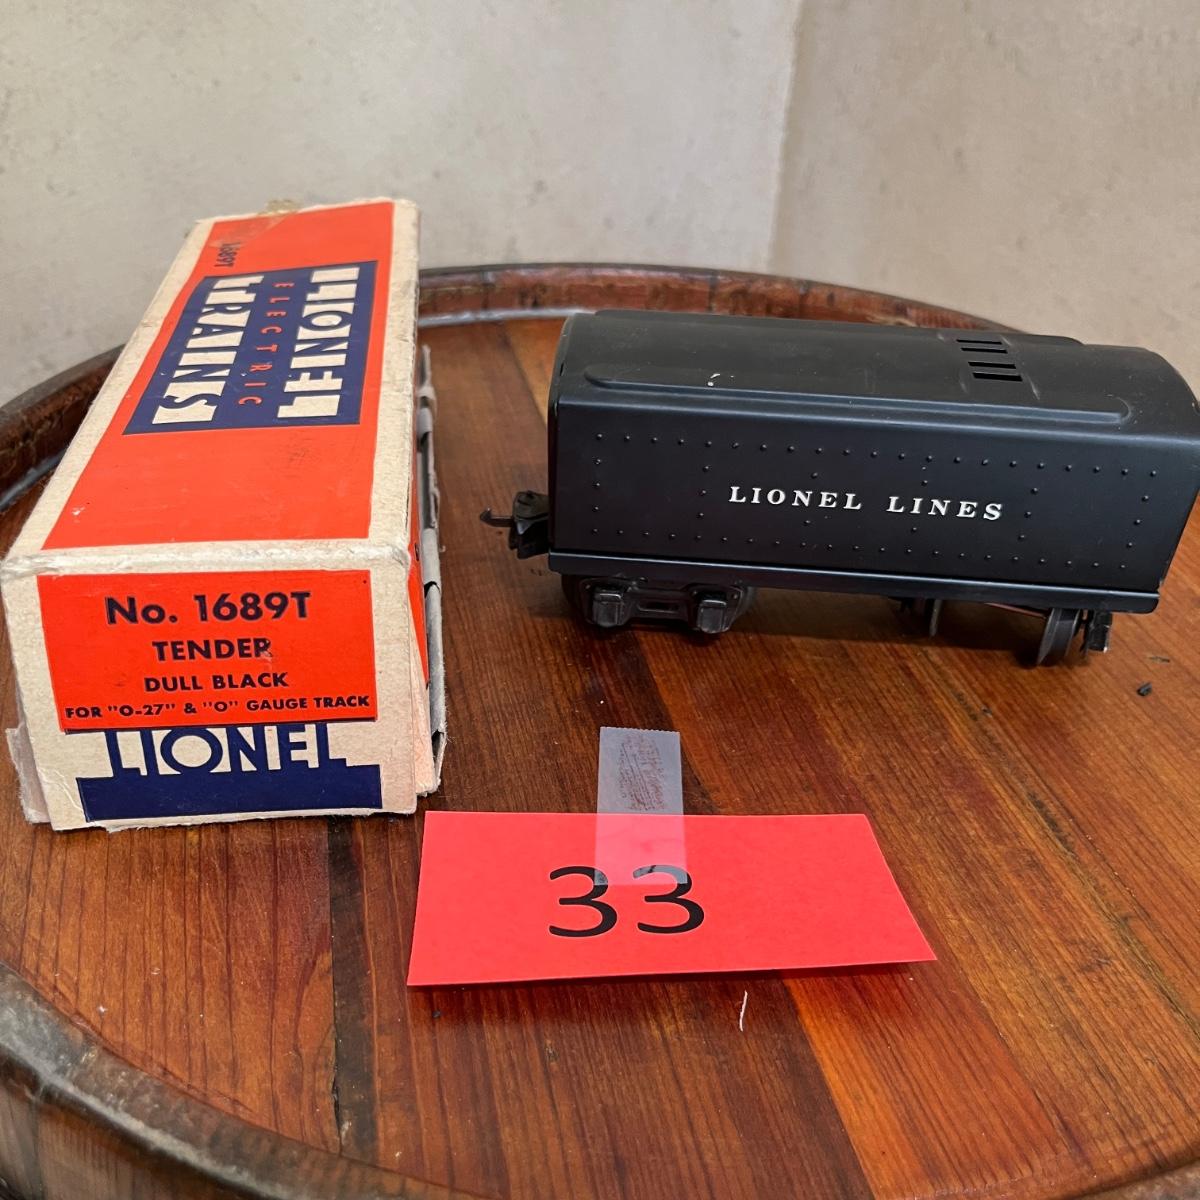 1689T
LIONEL
ELECTRIC
TRAINS
No. 1689T
TENDER
DULL BLACK
FOR "O-27" & "O" GAUGE TRACK
LIONEL
LIONEL LINES
33